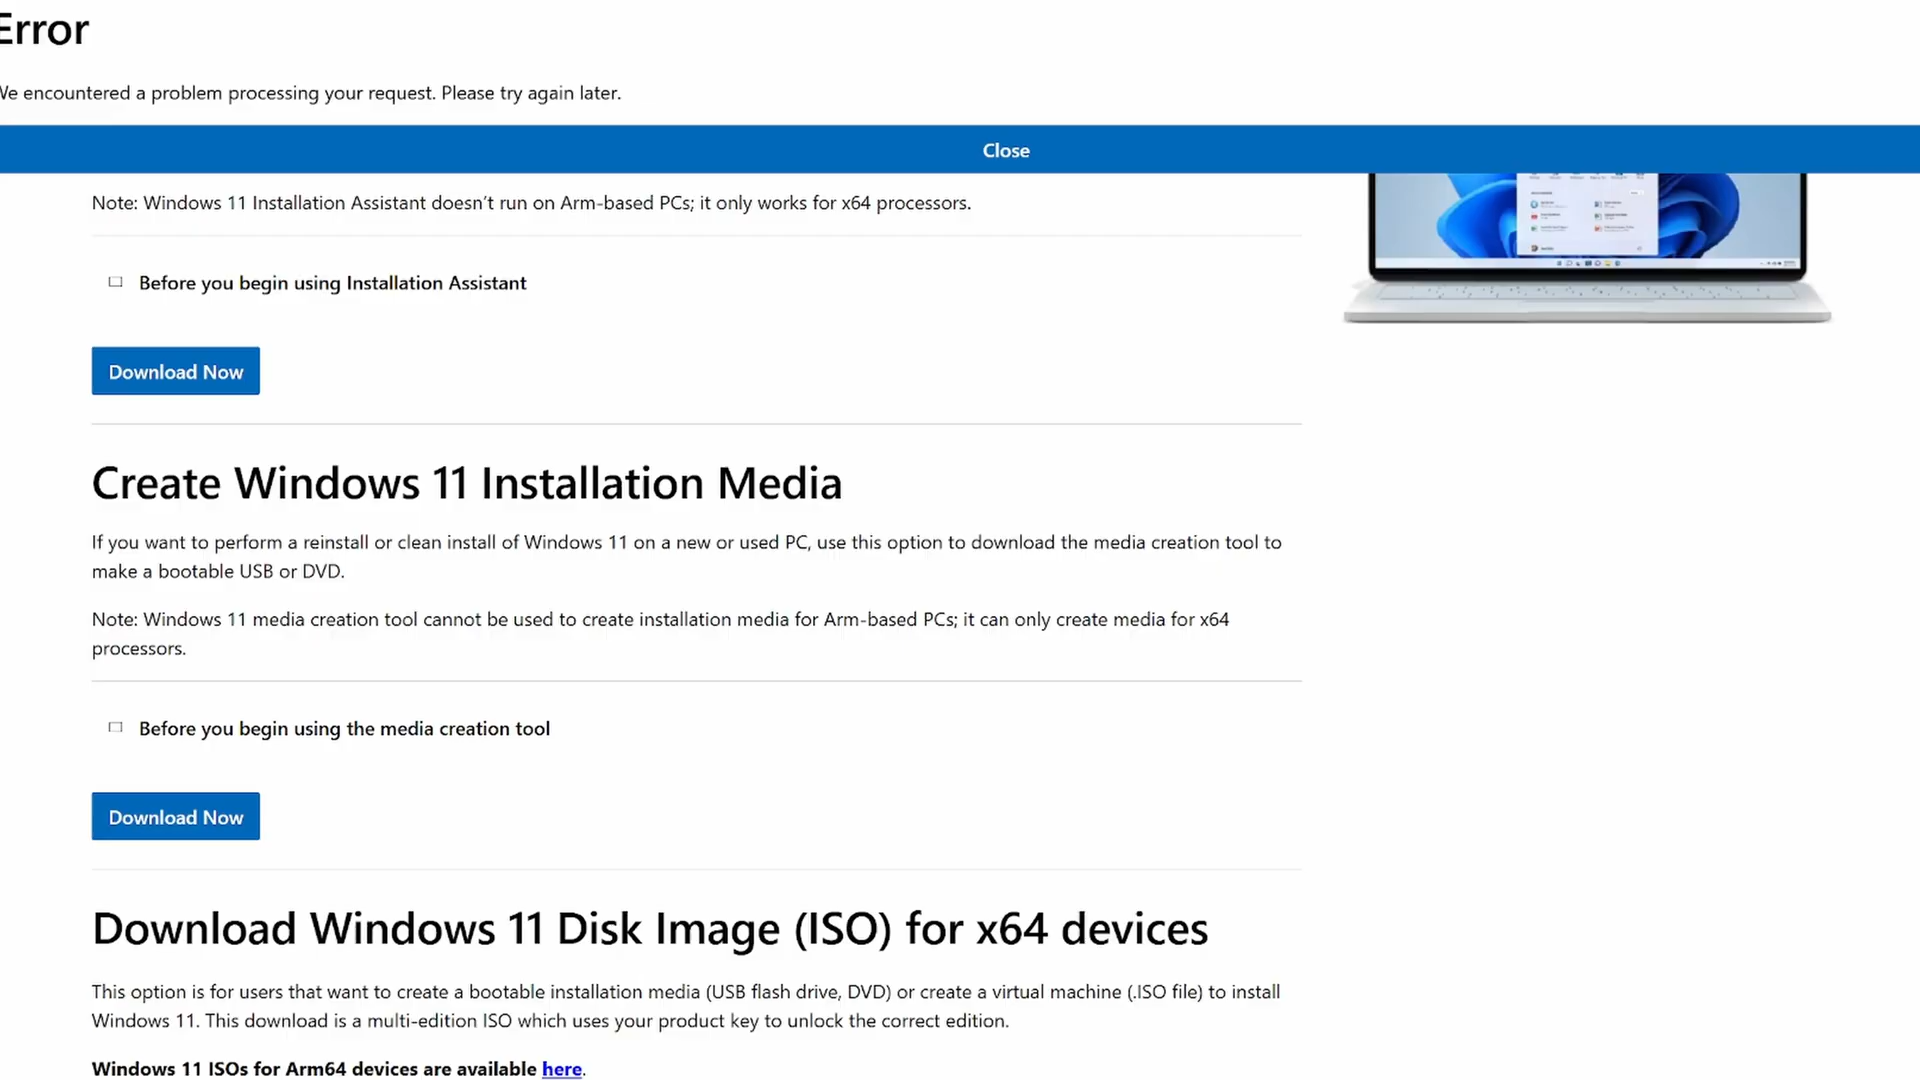 Error
We encountered a problem processing your request. Please try again later.
Close
Note: Windows 11 Installation Assistant doesn't run on Arm-based PCs; it only works for x64 processors.
Before you begin using Installation Assistant
Download Now
Create Windows 11 Installation Media
If you want to perform a reinstall or clean install of Windows 11 on a new or used PC, use this option to download the media creation tool to
make a bootable USB or DVD.
Note: Windows 11 media creation tool cannot be used to create installation media for Arm-based PCs; it can only create media for x64
processors.
Before you begin using the media creation tool
Download Now
Download Windows 11 Disk Image (ISO) for x64 devices
This option is for users that want to create a bootable installation media (USB flash drive, DVD) or create a virtual machine (.ISO file) to install
Windows 11. This download is a multi-edition ISO which uses your product key to unlock the correct edition.
Windows 11 ISOs for Arm64 devices are available here.